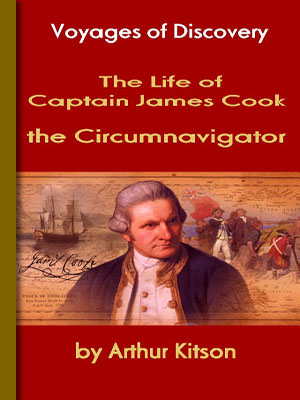 Voyages of Discovery
The Life of
Captain James Cook
the Circumnavigator
by Arthur Kitson